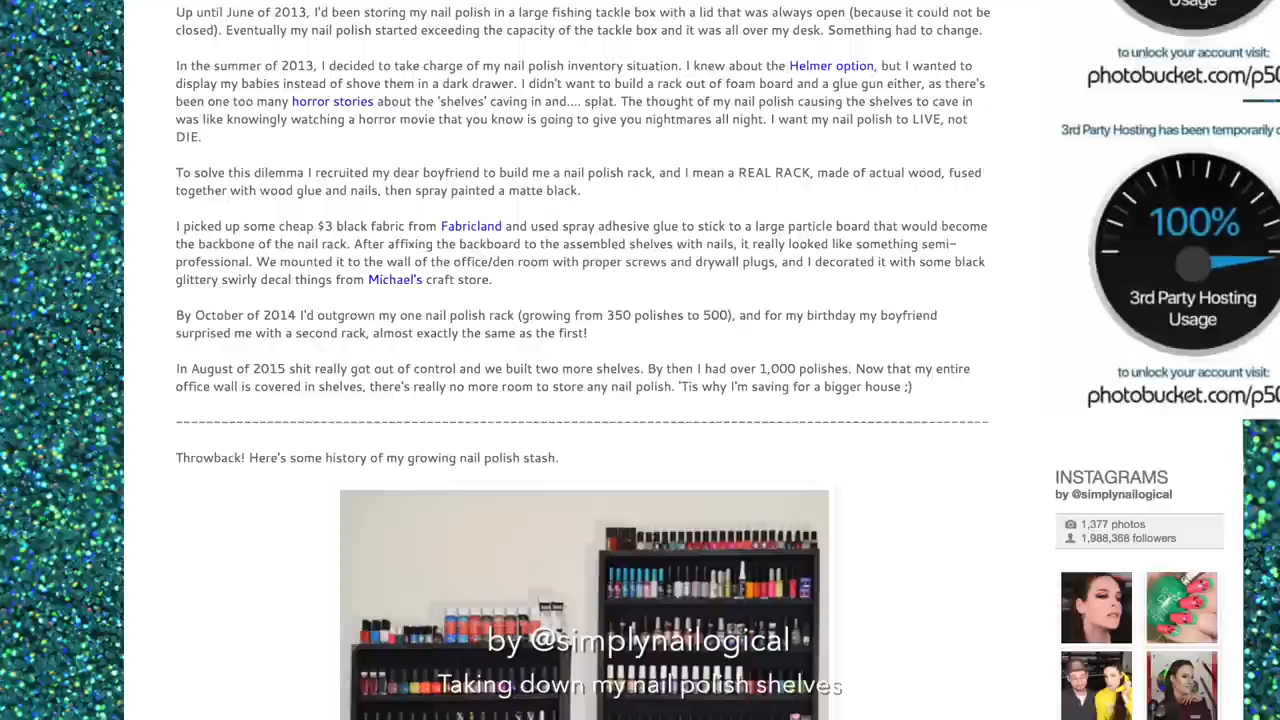 Up until June of 2013, I'd been storing my nail polish in a large fishing tackle box with a lid that was always open (because it could not be
closed). Eventually my nail polish started exceeding the capacity of the tackle box and it was all over my desk. Something had to change.
In the summer of 2013, I decided to take charge of my nail polish inventory situation. I knew about the Helmer option, but I wanted to
display my babies instead of shove them in a dark drawer. I didn't want to build a rack out of foam board and a glue gun either, as there's
been one too many horror stories about the 'shelves' caving in and.... splat. The thought of my nail polish causing the shelves to cave in
was like knowingly watching a horror movie that you know is going to give you nightmares all night. I want my nail polish to LIVE, not
DIE.
To solve this dilemma I recruited my dear boyfriend to build me a nail polish rack, and I mean a REAL RACK, made of actual wood, fused
together with wood glue and nails, then spray painted a matte black.
I picked up some cheap $3 black fabric from Fabricland and used spray adhesive glue to stick to a large particle board that would become
the backbone of the nail rack. After affixing the backboard to the assembled shelves with nails, it really looked like something semi-
professional. We mounted it to the wall of the office/den room with proper screws and drywall plugs, and I decorated it with some black
glittery swirly decal things from Michael's craft store.
By October of 2014 I'd outgrown my one nail polish rack (growing from 350 polishes to 500), and for my birthday my boyfriend
surprised me with a second rack, almost exactly the same as the first!
In August of 2015 shit really got out of control and we built two more shelves. By then I had over 1,000 polishes. Now that my entire
office wall is covered in shelves, there's really no more room to store any nail polish. 'Tis why I'm saving for a bigger house ;)
Throwback! Here's some history of my growing nail polish stash.
by @simplynailogical
Taking down my nail polish shelves
Usage
to unlock your account visit:
photobucket.com/p50
3rd Party Hosting has been temporarily
100%
3rd Party Hosting
Usage
to unlock your account visit:
photobucket.com/p50
INSTAGRAMS
by @simplynailogical
1,377 photos
1,988,368 followers